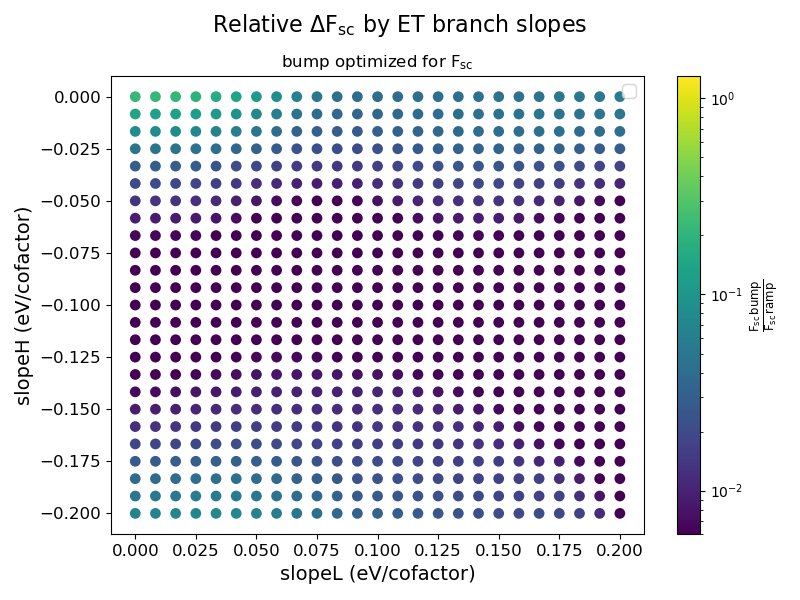 Relative ΔF_sc by ET branch slopes
bump optimized for F_sc
0.000
−0.025
−0.050
−0.075
−0.100
−0.125
−0.150
−0.175
−0.200
slopeH (eV/cofactor)
0.000 0.025 0.050 0.075 0.100 0.125 0.150 0.175 0.200
slopeL (eV/cofactor)
10^0
10^−1
10^−2
F_sc bump
F_sc ramp